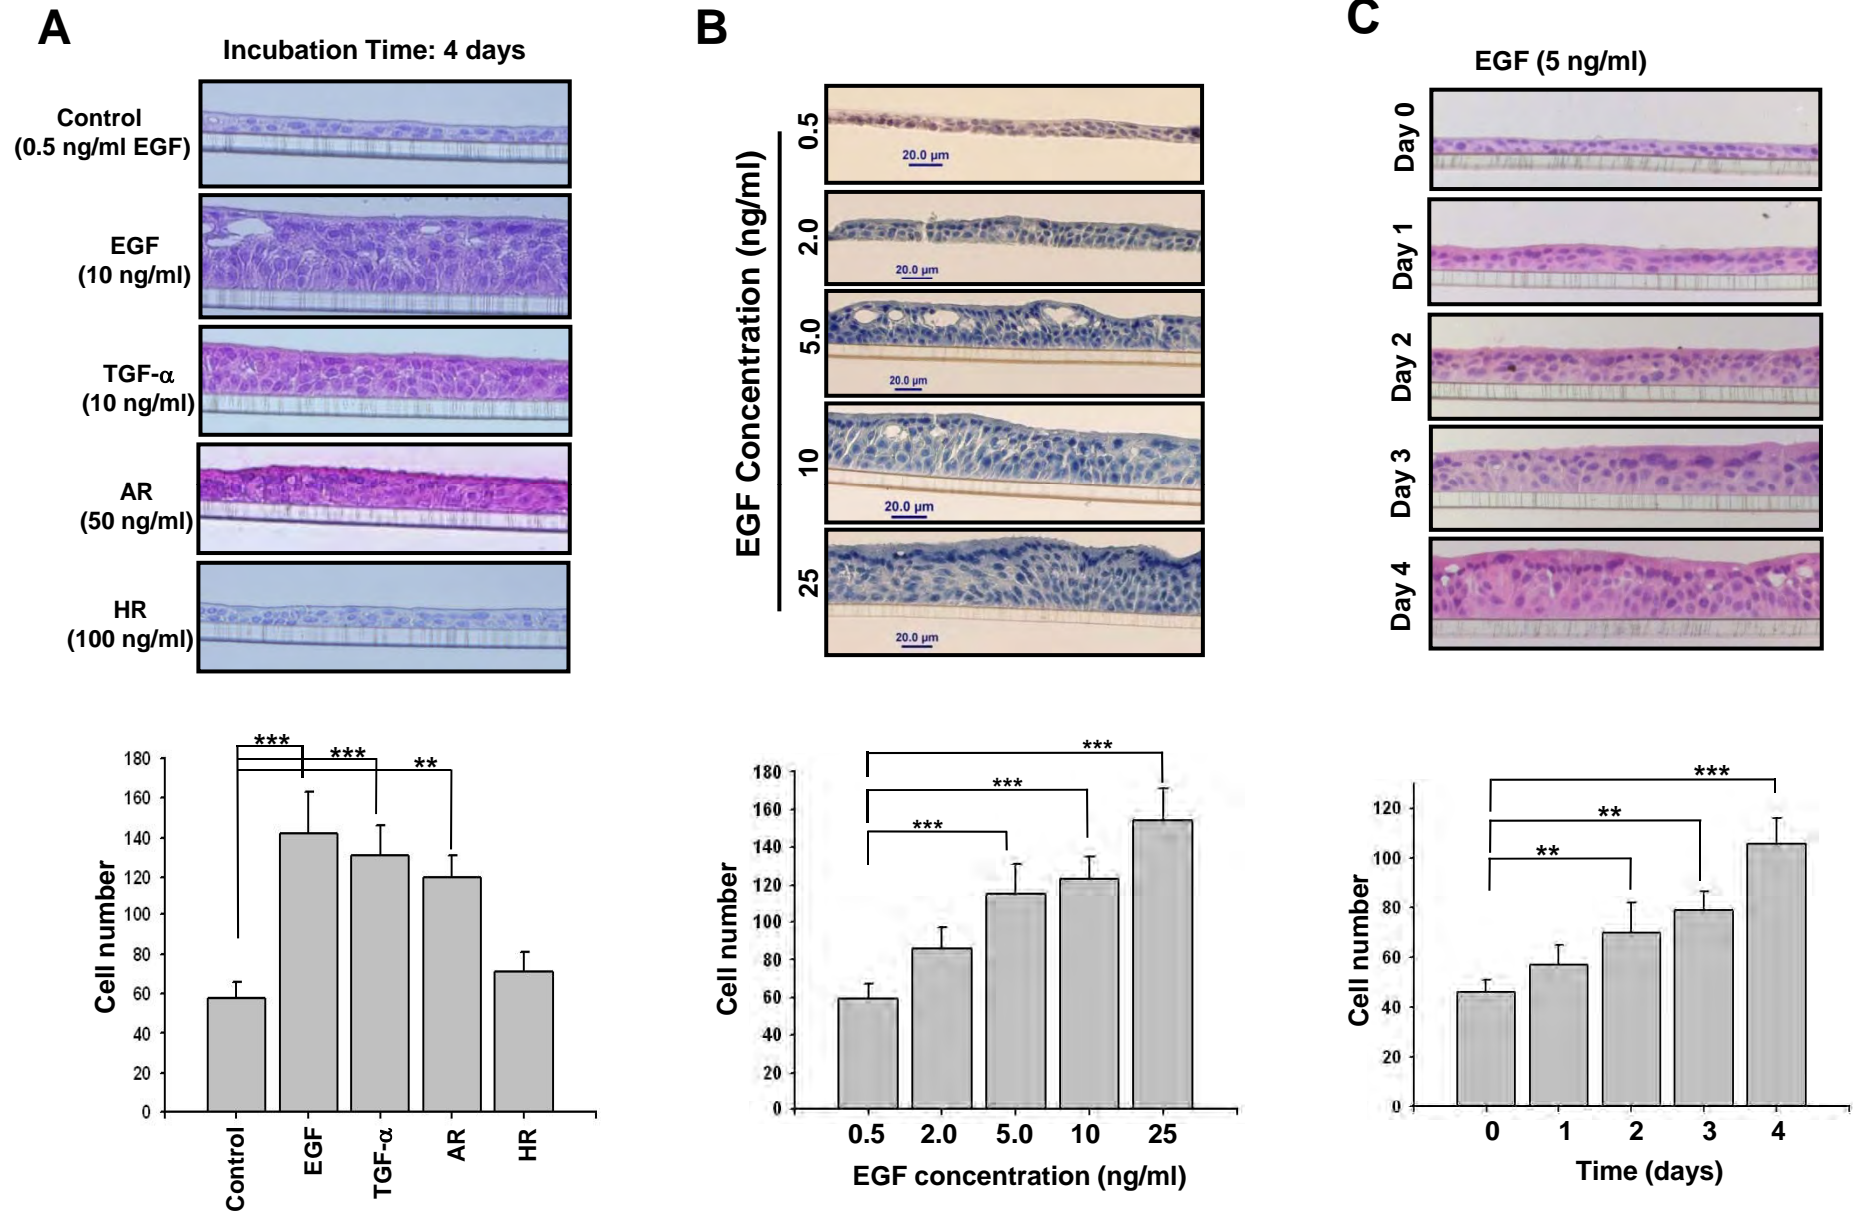 A
Incubation Time: 4 days
Control
(0.5 ng/ml EGF)
EGF
(10 ng/ml)
TGF-α
(10 ng/ml)
AR
(50 ng/ml)
HR
(100 ng/ml)
***
***
**
180
160
140
120
100
80
60
40
20
0
Cell number
Control
EGF
TGF-α
AR
HR
B
EGF Concentration (ng/ml)
0.5
20.0 µm
2.0
20.0 µm
5.0
20.0 µm
10
20.0 µm
25
20.0 µm
***
***
***
180
160
140
120
100
80
60
40
20
0
Cell number
0.5 2.0 5.0 10 25
EGF concentration (ng/ml)
C
EGF (5 ng/ml)
Day 0
Day 1
Day 2
Day 3
Day 4
***
**
**
120
100
80
60
40
20
0
Cell number
0 1 2 3 4
Time (days)